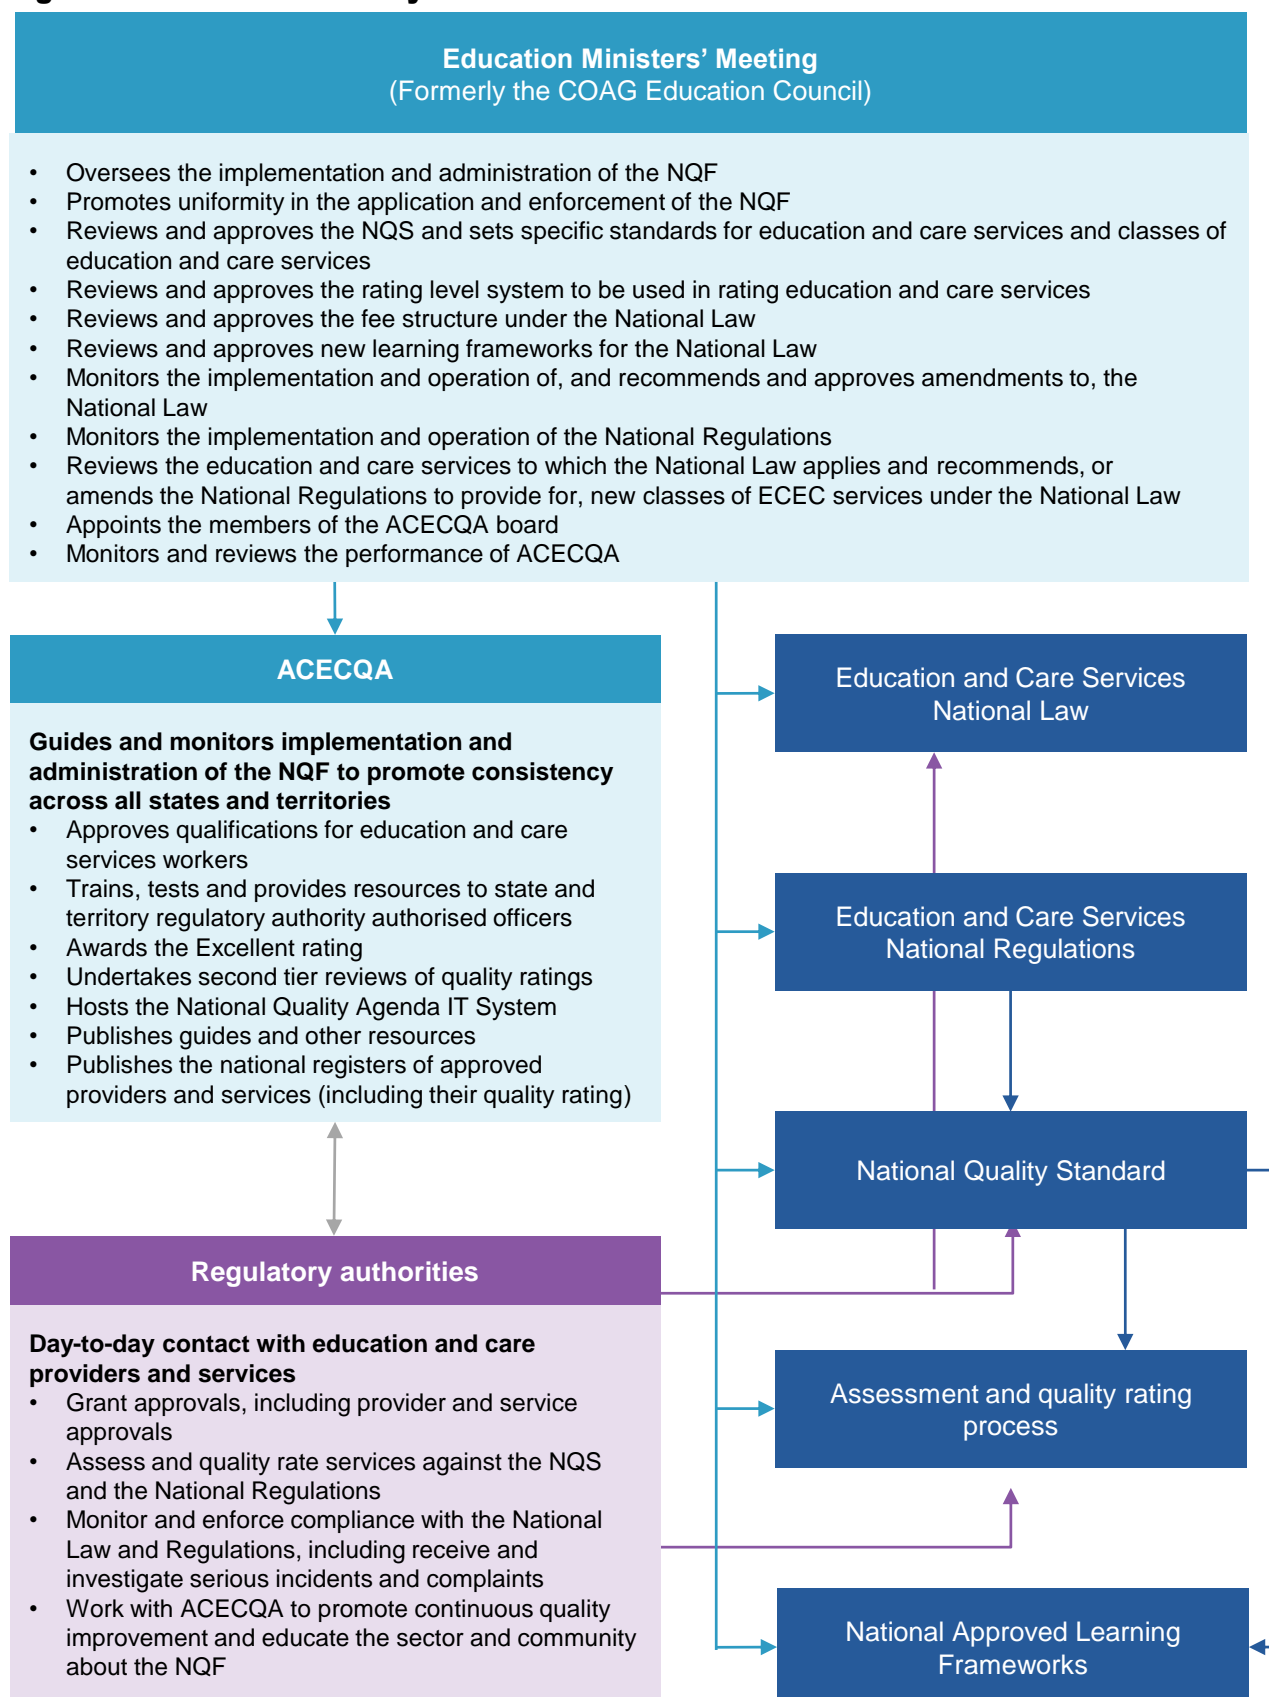 Education Ministers’ Meeting
(Formerly the COAG Education Council)
• Oversees the implementation and administration of the NQF
• Promotes uniformity in the application and enforcement of the NQF
• Reviews and approves the NQS and sets specific standards for education and care services and classes of
education and care services
• Reviews and approves the rating level system to be used in rating education and care services
• Reviews and approves the fee structure under the National Law
• Reviews and approves new learning frameworks for the National Law
• Monitors the implementation and operation of, and recommends and approves amendments to, the
National Law
• Monitors the implementation and operation of the National Regulations
• Reviews the education and care services to which the National Law applies and recommends, or
amends the National Regulations to provide for, new classes of ECEC services under the National Law
• Appoints the members of the ACECQA board
• Monitors and reviews the performance of ACECQA
ACECQA
Guides and monitors implementation and
administration of the NQF to promote consistency
across all states and territories
• Approves qualifications for education and care
services workers
• Trains, tests and provides resources to state and
territory regulatory authority authorised officers
• Awards the Excellent rating
• Undertakes second tier reviews of quality ratings
• Hosts the National Quality Agenda IT System
• Publishes guides and other resources
• Publishes the national registers of approved
providers and services (including their quality rating)
Regulatory authorities
Day-to-day contact with education and care
providers and services
• Grant approvals, including provider and service
approvals
• Assess and quality rate services against the NQS
and the National Regulations
• Monitor and enforce compliance with the National
Law and Regulations, including receive and
investigate serious incidents and complaints
• Work with ACECQA to promote continuous quality
improvement and educate the sector and community
about the NQF
Education and Care Services
National Law
Education and Care Services
National Regulations
National Quality Standard
Assessment and quality rating
process
National Approved Learning
Frameworks